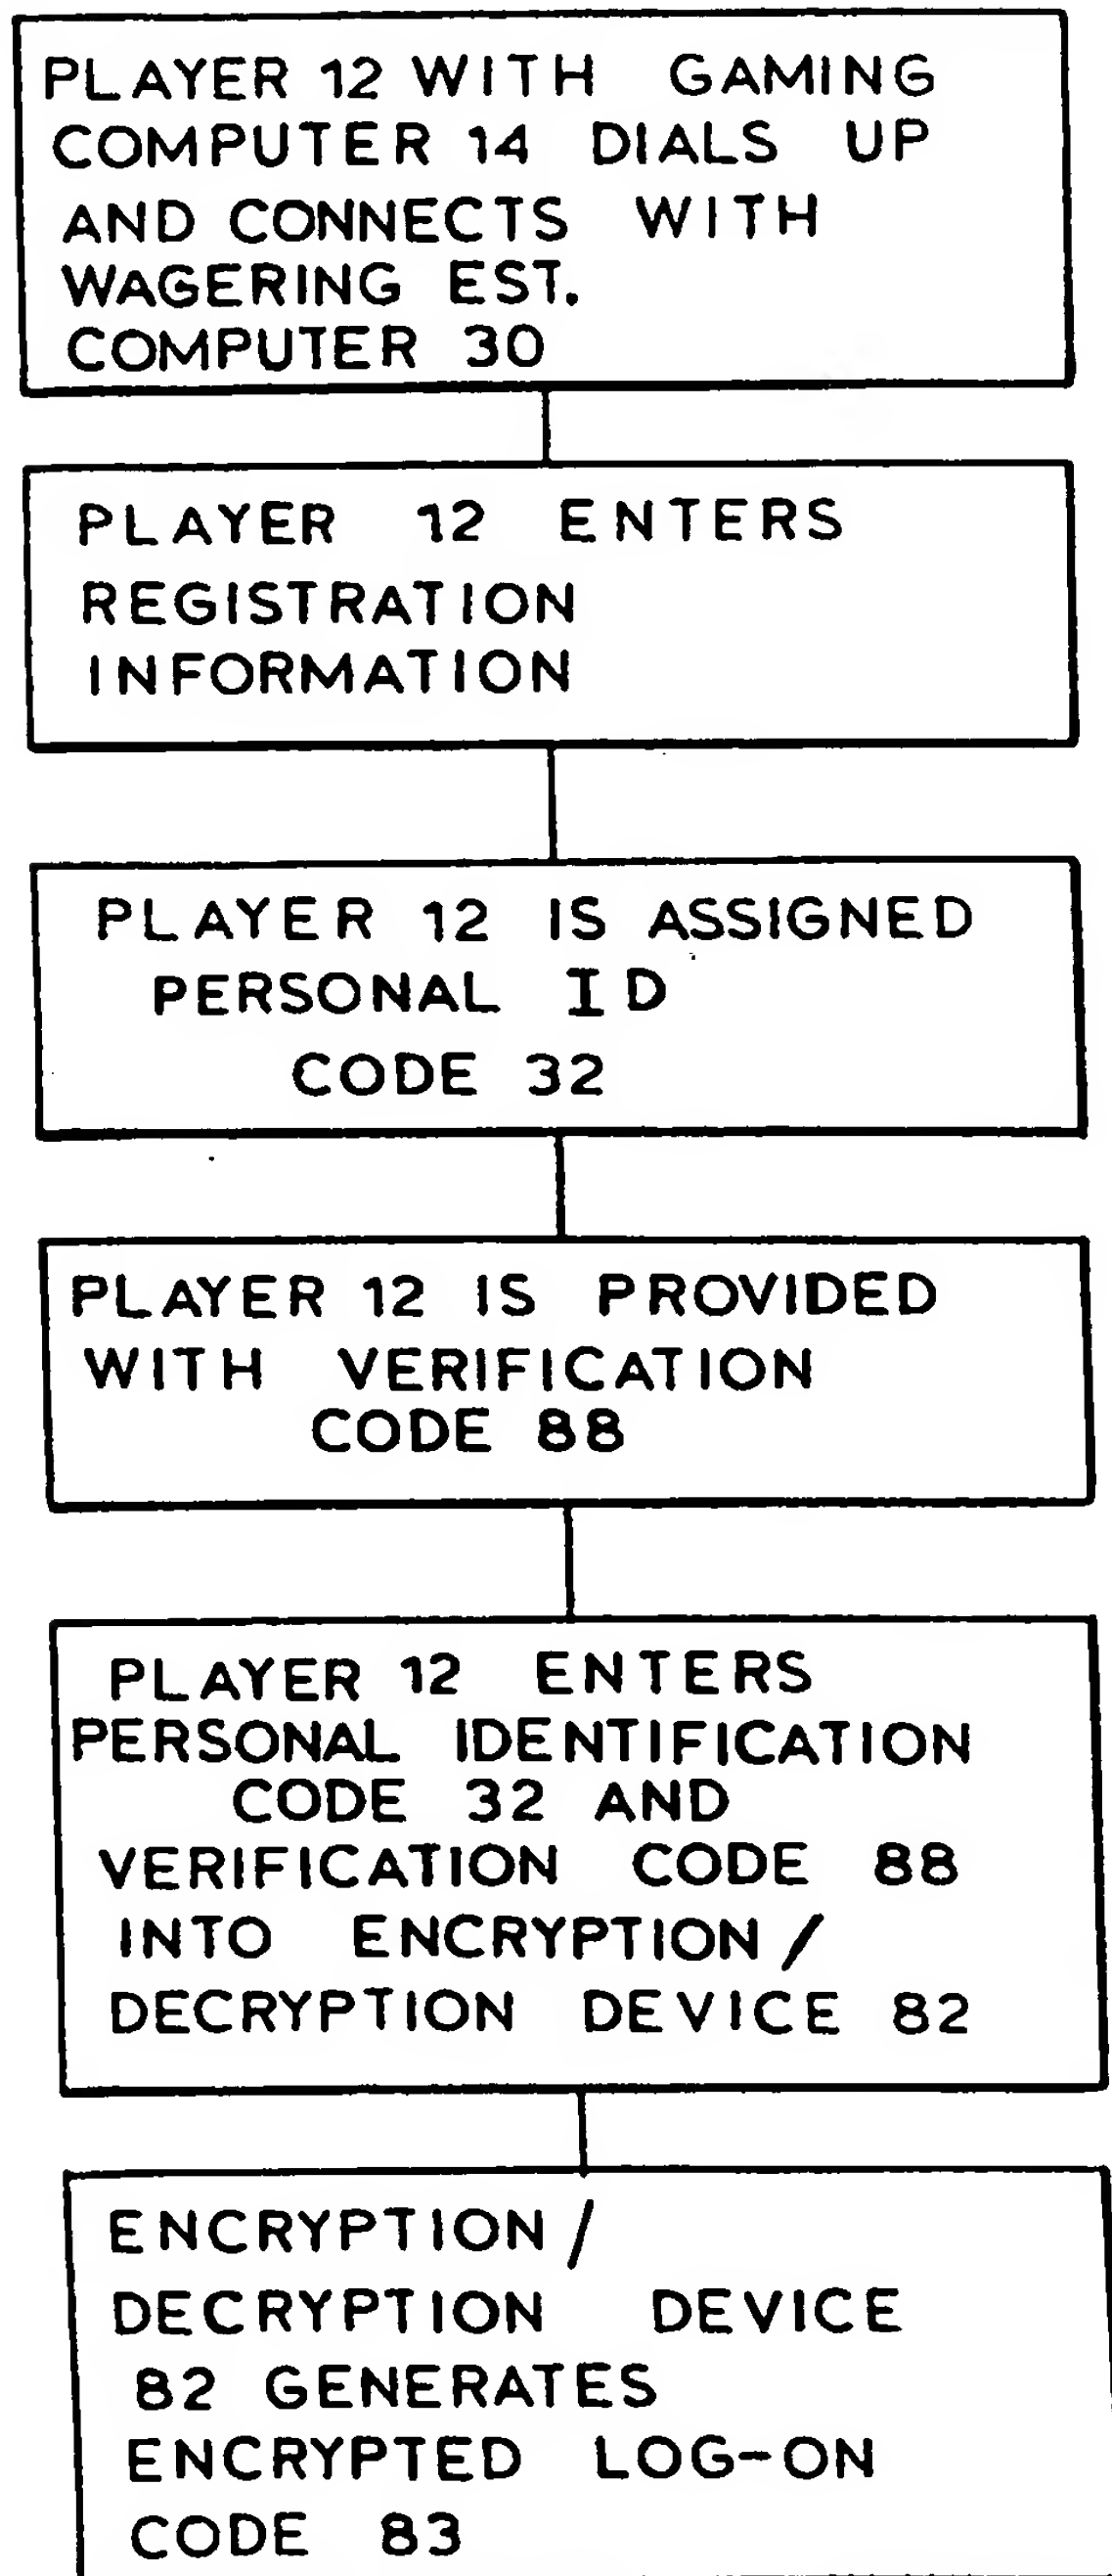 PLAYER 12 WITH GAMING
COMPUTER 14 DIALS UP
AND CONNECTS WITH
WAGERING EST.
COMPUTER 30
PLAYER 12 ENTERS
REGISTRATION
INFORMATION
PLAYER 12 IS ASSIGNED
PERSONAL ID
CODE 32
PLAYER 12 IS PROVIDED
WITH VERIFICATION
CODE 88
PLAYER 12 ENTERS
PERSONAL IDENTIFICATION
CODE 32 AND
VERIFICATION CODE 88
INTO ENCRYPTION/
DECRYPTION DEVICE 82
ENCRYPTION/
DECRYPTION DEVICE
82 GENERATES
ENCRYPTED LOG-ON
CODE 83